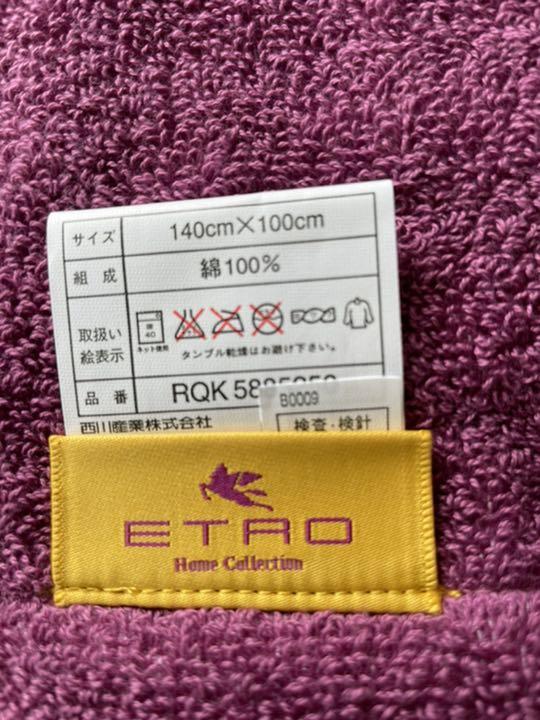 サイズ 140cm×100cm
組成 綿100%
取扱い
絵表示
40
ネット使用
タンブル乾燥はお避け下さい。
品番 RQK
B0009
西川産業株式会社
検査・検針
ETRO
Home Collection